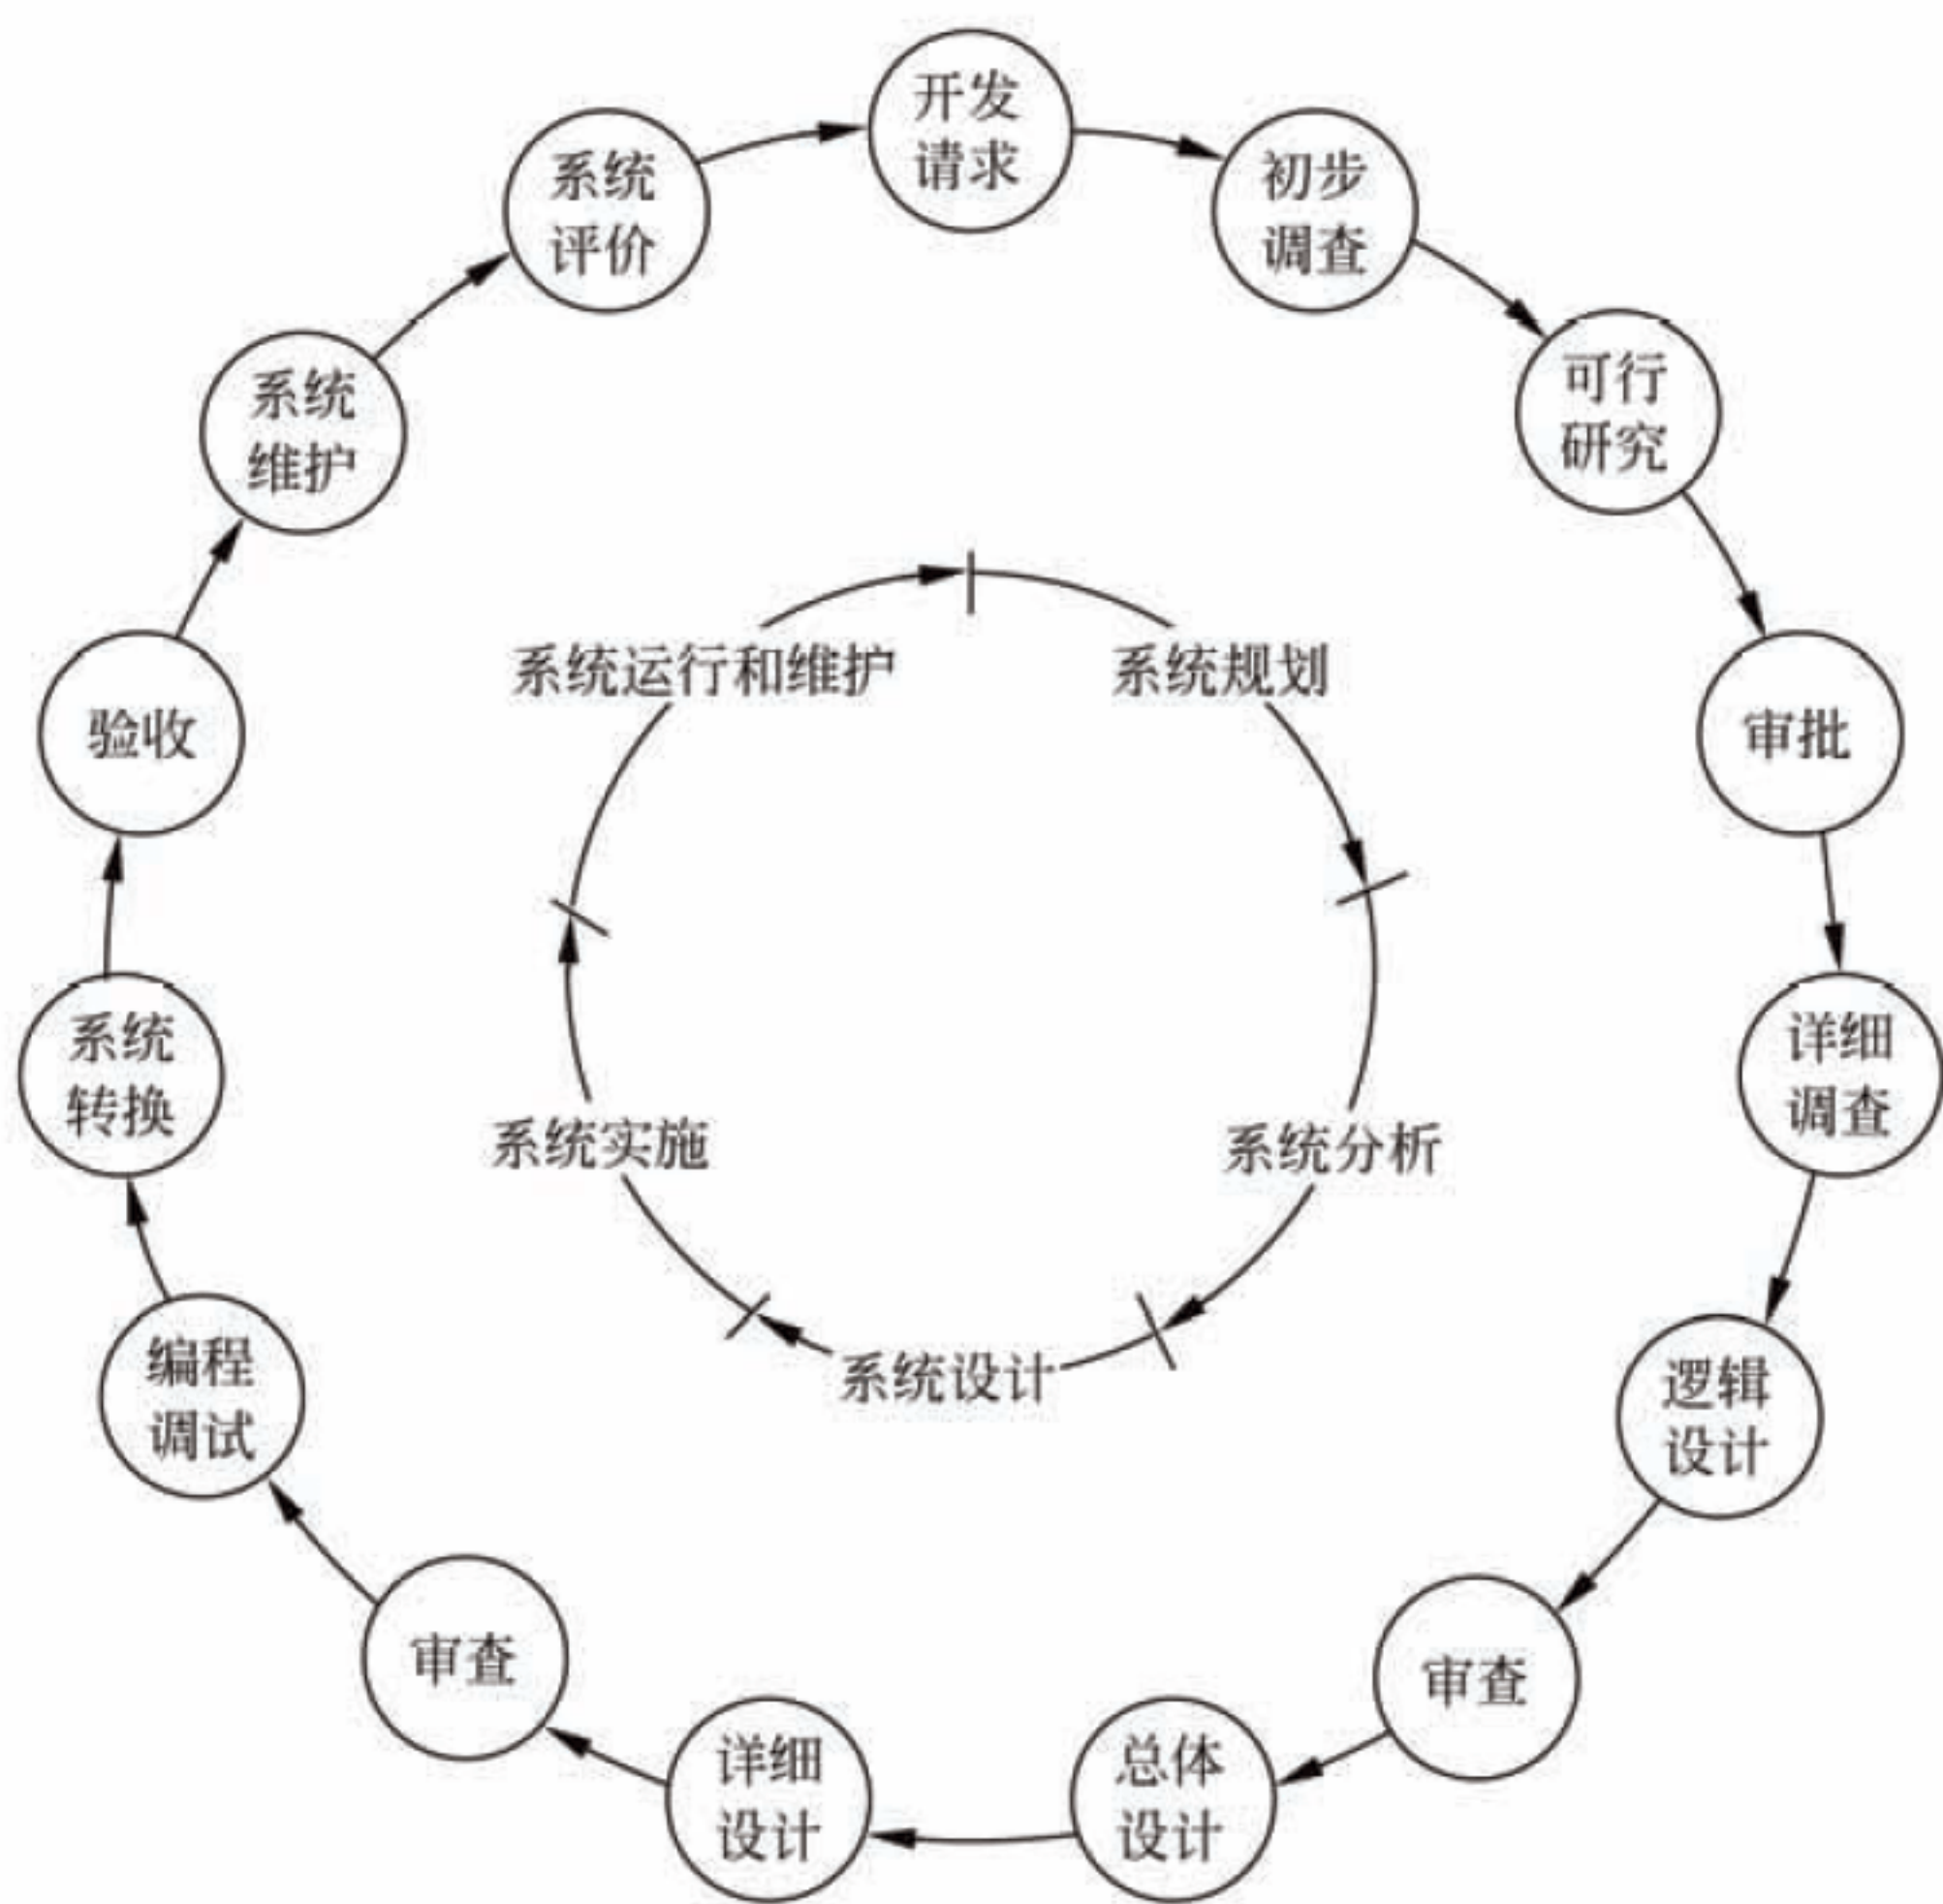 开发
请求
初步
调查
可行
研究
审批
详细
调查
逻辑
设计
审查
总体
设计
详细
设计
审查
编程
调试
系统
转换
验收
系统
维护
系统
评价
系统规划
系统分析
系统设计
系统实施
系统运行和维护